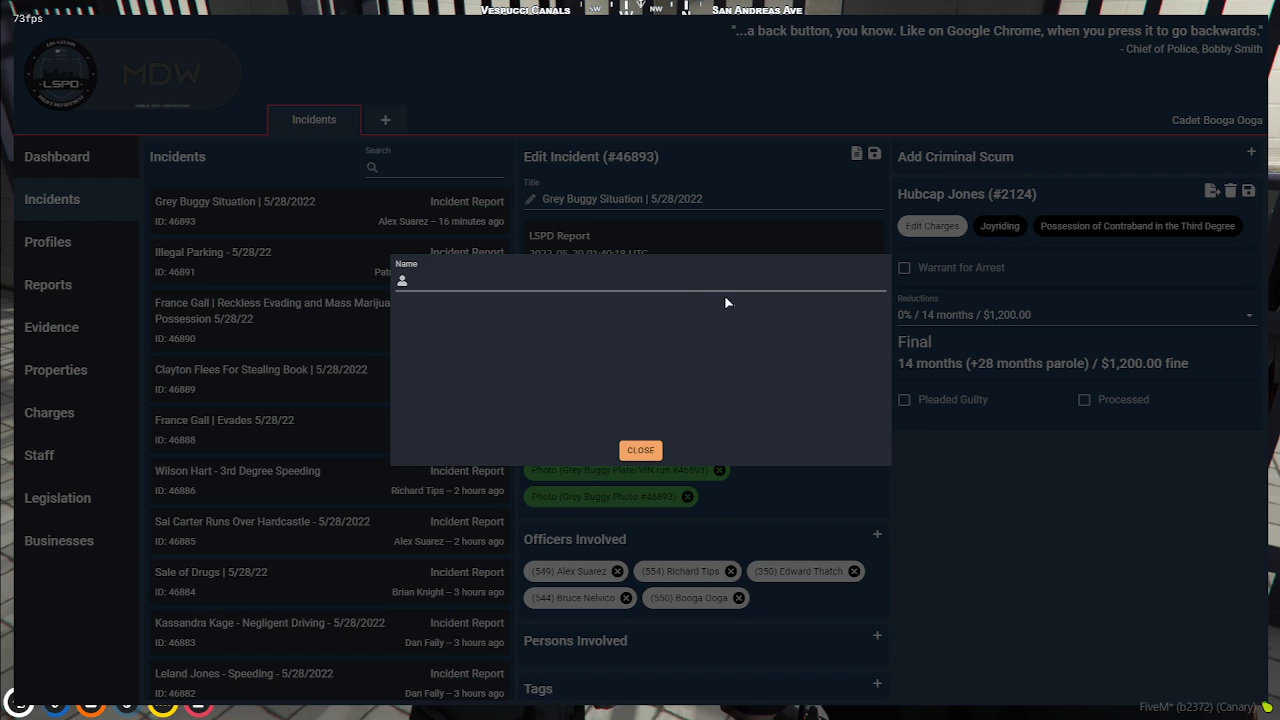 73fps
Vespucci Canals
SW
NW
N
San Andreas Ave
"...a back button, you know. Like on Google Chrome, when you press it to go backwards."
- Chief of Police, Bobby Smith
LSPD
MDW
Incidents
+
Cadet Booga Ooga
Dashboard
Incidents
Profiles
Reports
Evidence
Properties
Charges
Staff
Legislation
Businesses
Incidents
Search
Grey Buggy Situation | 5/28/2022
Incident Report
ID: 46893
Alex Suarez – 16 minutes ago
Illegal Parking - 5/28/22
Incident Report
ID: 46891
France Gall | Reckless Evading and Mass Marijua
Possession 5/28/22
ID: 46890
Clayton Flees For Stealing Book | 5/28/2022
ID: 46889
France Gall | Evades 5/28/22
ID: 46888
Wilson Hart - 3rd Degree Speeding
Incident Report
ID: 46886
Richard Tips – 2 hours ago
Sal Carter Runs Over Hardcastle - 5/28/2022
Incident Report
ID: 46885
Alex Suarez – 2 hours ago
Sale of Drugs | 5/28/22
Incident Report
ID: 46884
Brian Knight – 3 hours ago
Kassandra Kage - Negligent Driving - 5/28/2022
Incident Report
ID: 46883
Dan Faily – 3 hours ago
Leland Jones - Speeding - 5/28/2022
Incident Report
ID: 46882
Dan Faily – 3 hours ago
Edit Incident (#46893)
Title
Grey Buggy Situation | 5/28/2022
LSPD Report
2022-05-29 01:40:18 UTC
Name
CLOSE
Photo (Grey Buggy Plate/VIN run #46893)
Photo (Grey Buggy Photo #46893)
Officers Involved
+
(549) Alex Suarez
(554) Richard Tips
(350) Edward Thatch
(544) Bruce Nelvico
(550) Booga Ooga
Persons Involved
+
Tags
+
Add Criminal Scum
+
Hubcap Jones (#2124)
Edit Charges
Joyriding
Possession of Contraband in the Third Degree
Warrant for Arrest
Reductions
0% / 14 months / $1,200.00
Final
14 months (+28 months parole) / $1,200.00 fine
Pleaded Guilty
Processed
FiveM* (b2372) (Canary)